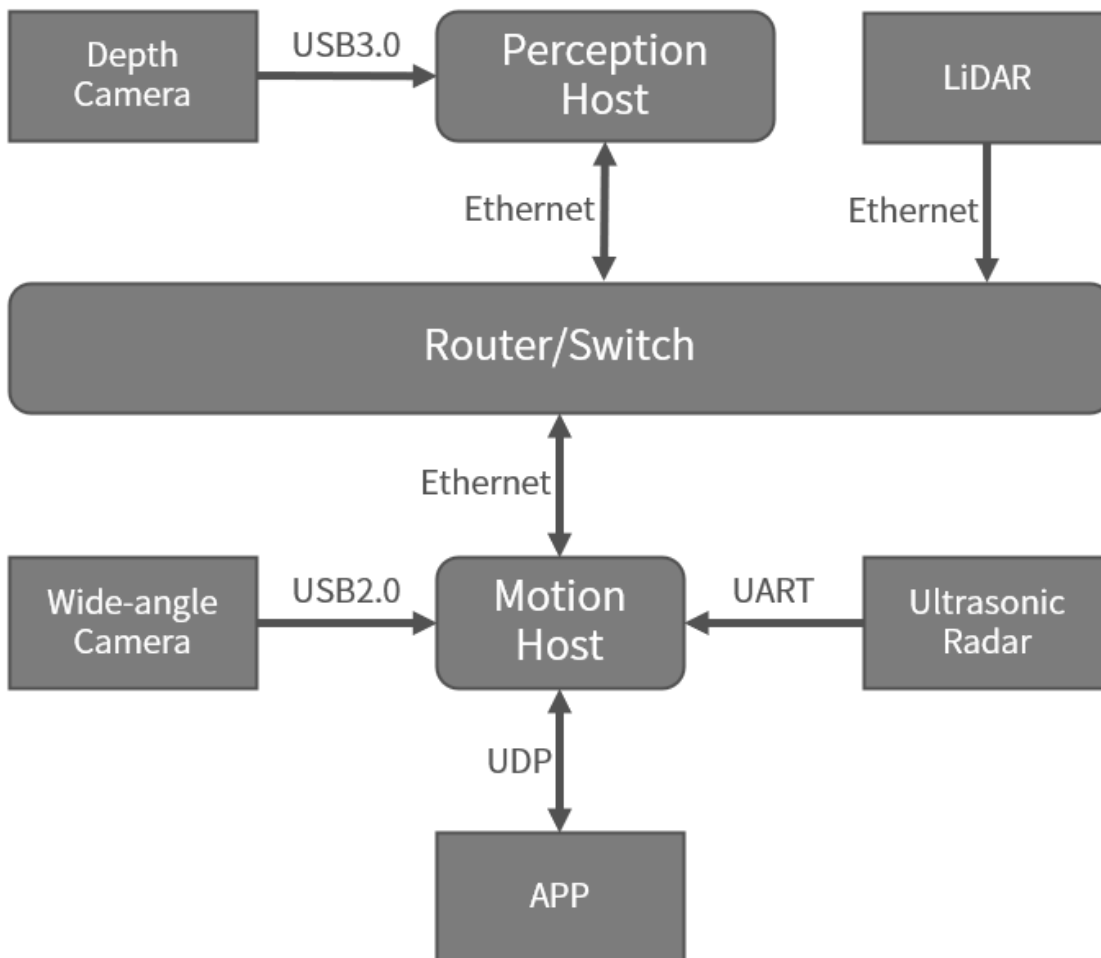 Depth
Camera
USB3.0
Perception
Host
LiDAR
Ethernet
Ethernet
Router/Switch
Ethernet
Wide-angle
Camera
USB2.0
Motion
Host
UART
Ultrasonic
Radar
UDP
APP